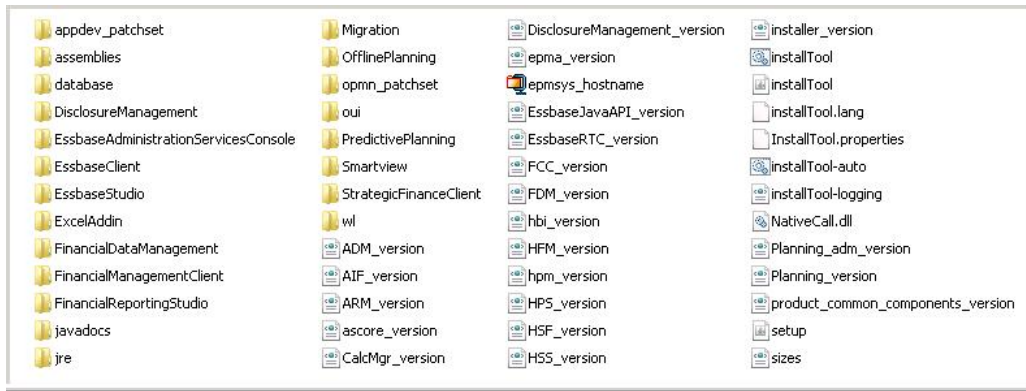 appdev_patchset
assemblies
database
DisclosureManagement
EssbaseAdministrationServicesConsole
EssbaseClient
EssbaseStudio
ExcelAddin
FinancialDataManagement
FinancialManagementClient
FinancialReportingStudio
javadocs
jre
Migration
OfflinePlanning
opmn_patchset
oui
PredictivePlanning
Smartview
StrategicFinanceClient
wl
ADM_version
AIF_version
ARM_version
ascore_version
CalcMgr_version
DisclosureManagement_version
epma_version
epmsys_hostname
EssbaseJavaAPI_version
EssbaseRTC_version
FCC_version
FDM_version
hbi_version
HFM_version
hpm_version
HPS_version
HSF_version
HSS_version
installer_version
installTool
installTool
installTool.lang
InstallTool.properties
installTool-auto
installTool-logging
NativeCall.dll
Planning_adm_version
Planning_version
product_common_components_version
setup
sizes